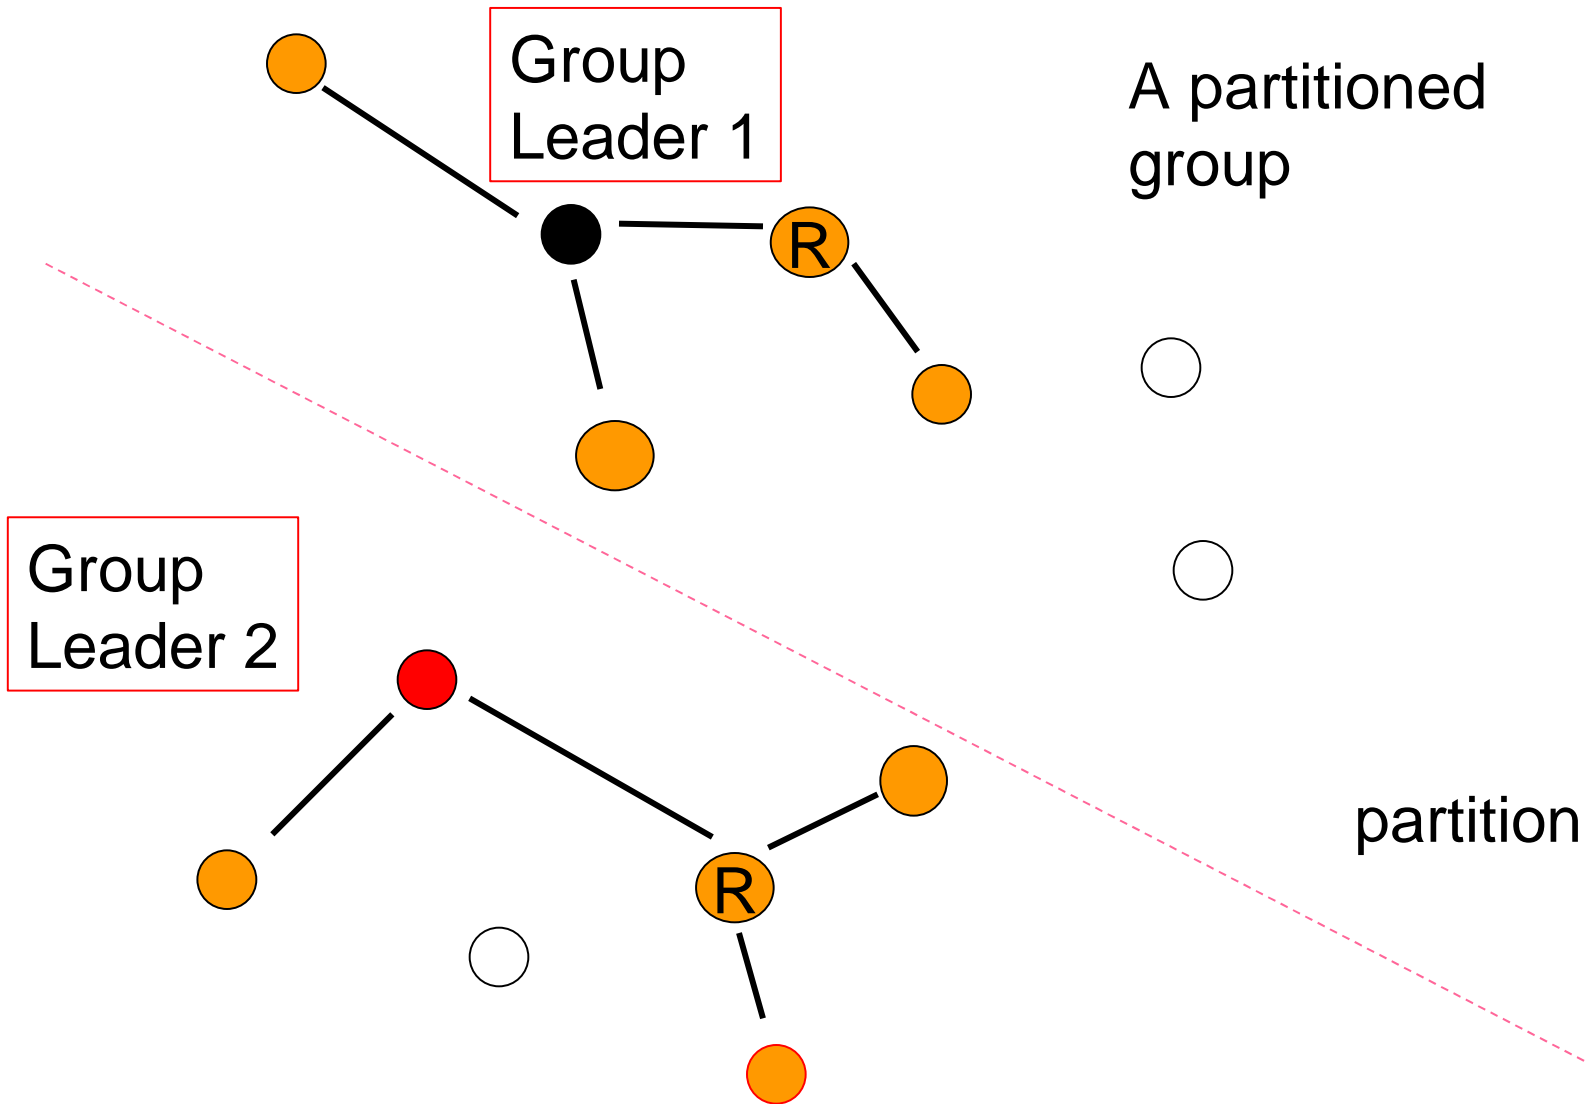 Group
Leader 1
A partitioned
group
R
Group
Leader 2
partition
R